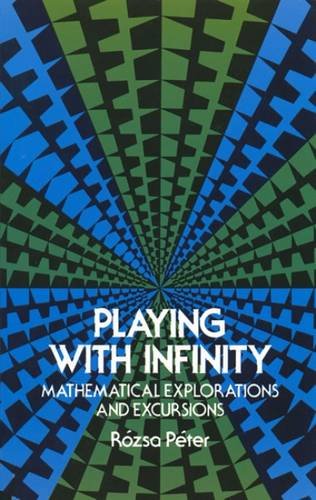 PLAYING
WITH INFINITY
MATHEMATICAL EXPLORATIONS
AND EXCURSIONS
Rózsa Péter